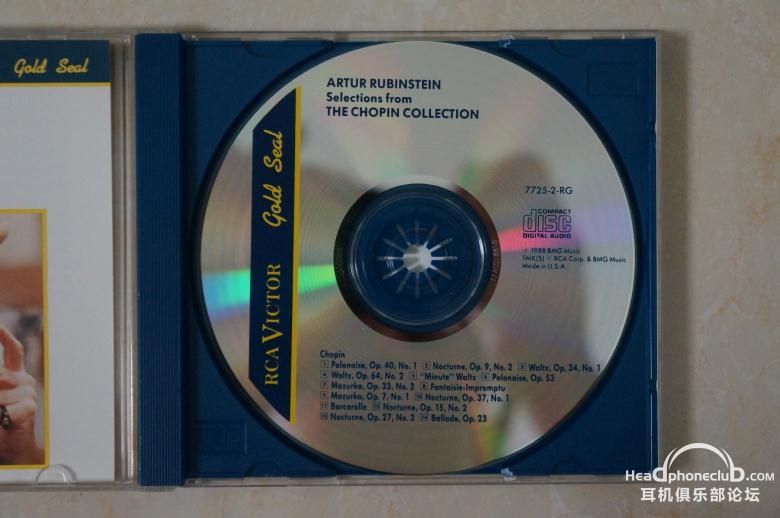 Gold Seal
ARTUR RUBINSTEIN
Selections from
THE CHOPIN COLLECTION
RCA VICTOR Gold Seal
7725-2-RG
COMPACT
disc
DIGITAL AUDIO
℗ 1988 BMG Music
TMK(S) ® RCA Corp. & BMG Music
Made in U.S.A.
Chopin
1 Polonaise, Op. 40, No. 1 2 Nocturne, Op. 9, No. 2 3 Waltz, Op. 34, No. 1
4 Waltz, Op. 64, No. 2 5 "Minute" Waltz 6 Polonaise, Op. 53
7 Mazurka, Op. 33, No. 2 8 Fantaisie-Impromptu
9 Mazurka, Op. 7, No. 1 10 Nocturne, Op. 37, No. 1
11 Barcarolle 12 Nocturne, Op. 15, No. 2
13 Nocturne, Op. 27, No. 2 14 Ballade, Op. 23
Headphoneclub.com
耳机俱乐部论坛